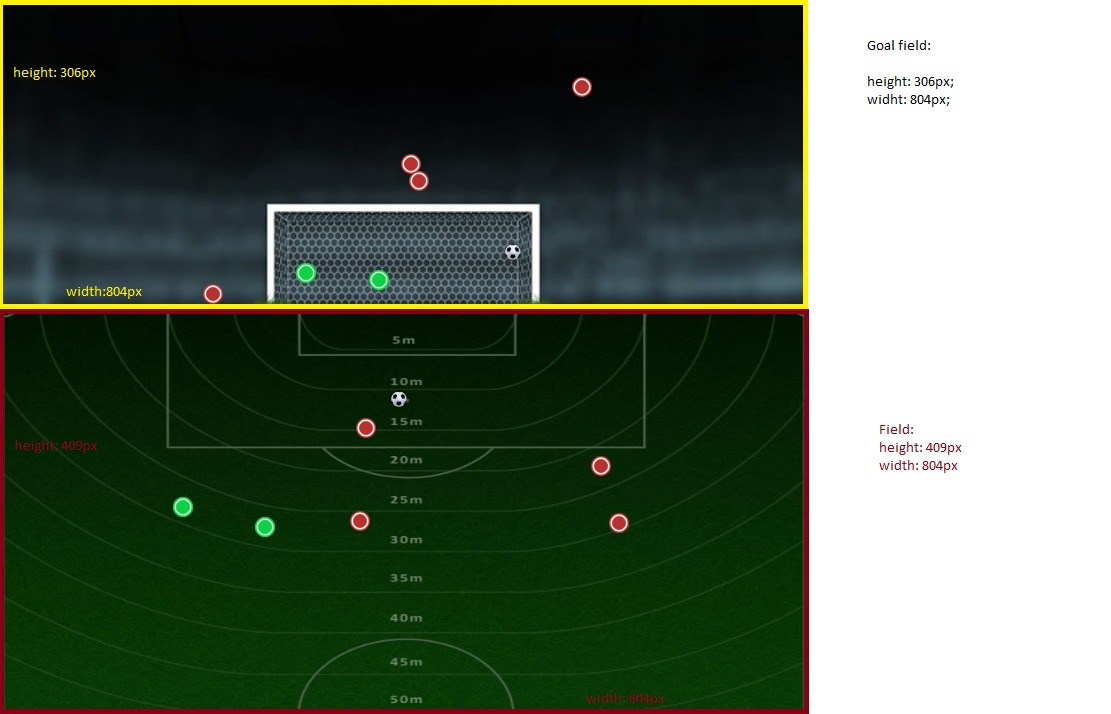 height: 306px
width:804px
Goal field:
height: 306px;
widht: 804px;
5m
10m
15m
20m
25m
30m
35m
40m
45m
50m
height: 409px
width: 804px
Field:
height: 409px
width: 804px